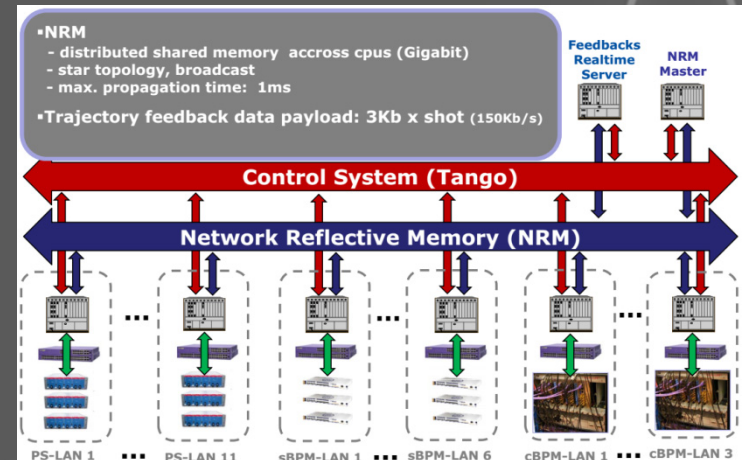 ▪NRM
- distributed shared memory accross cpus (Gigabit)
- star topology, broadcast
- max. propagation time: 1ms
▪Trajectory feedback data payload: 3Kb x shot (150Kb/s)
Feedbacks
Realtime
Server
NRM
Master
Control System (Tango)
Network Reflective Memory (NRM)
... ... ...
PS-LAN 1 ... PS-LAN 11 sBPM-LAN 1 ... sBPM-LAN 6 cBPM-LAN 1 ... cBPM-LAN 3